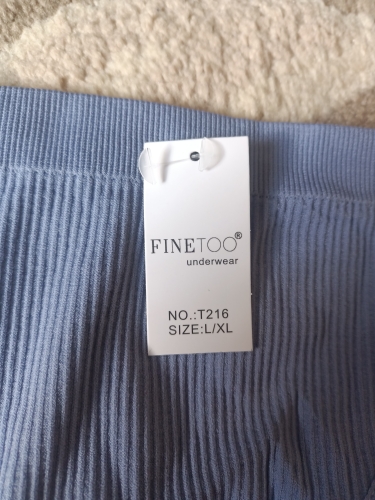 FINETOO®
underwear
NO.:T216
SIZE:L/XL